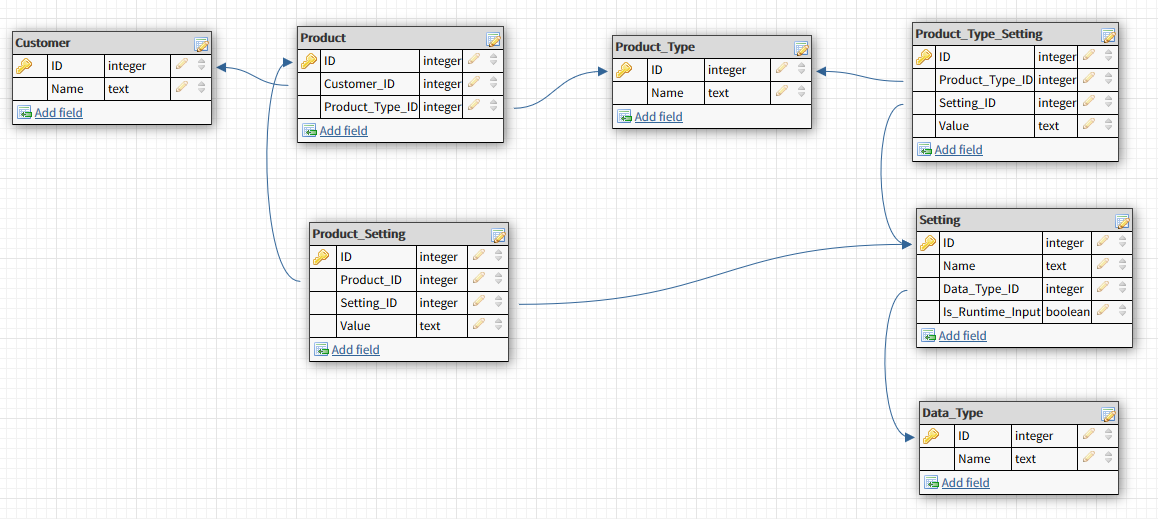 Customer
ID integer
Name text
Add field
Product
ID integer
Customer_ID integer
Product_Type_ID integer
Add field
Product_Type
ID integer
Name text
Add field
Product_Type_Setting
ID integer
Product_Type_ID integer
Setting_ID integer
Value text
Add field
Product_Setting
ID integer
Product_ID integer
Setting_ID integer
Value text
Add field
Setting
ID integer
Name text
Data_Type_ID integer
Is_Runtime_Input boolean
Add field
Data_Type
ID integer
Name text
Add field